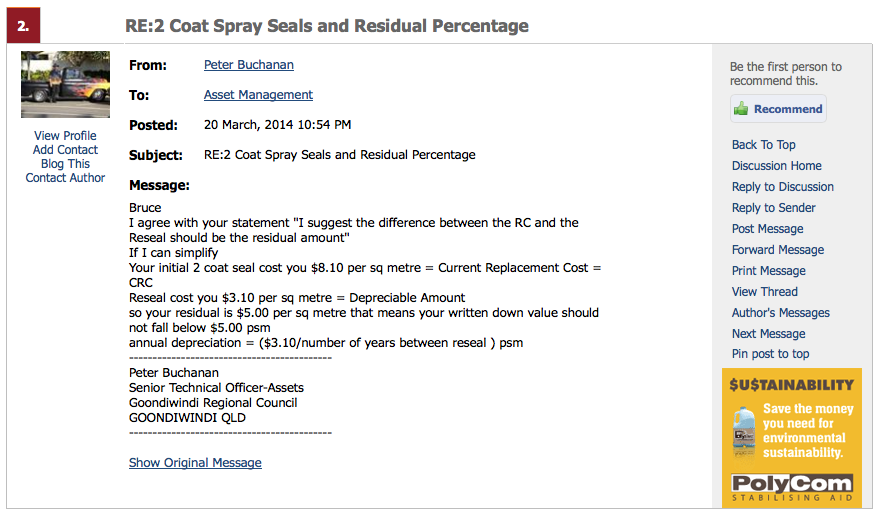 2.
RE:2 Coat Spray Seals and Residual Percentage
View Profile
Add Contact
Blog This
Contact Author
From: Peter Buchanan
To: Asset Management
Posted: 20 March, 2014 10:54 PM
Subject: RE:2 Coat Spray Seals and Residual Percentage
Message:
Bruce
I agree with your statement "I suggest the difference between the RC and the
Reseal should be the residual amount"
If I can simplify
Your initial 2 coat seal cost you $8.10 per sq metre = Current Replacement Cost =
CRC
Reseal cost you $3.10 per sq metre = Depreciable Amount
so your residual is $5.00 per sq metre that means your written down value should
not fall below $5.00 psm
annual depreciation = ($3.10/number of years between reseal ) psm
--------------------------------------------
Peter Buchanan
Senior Technical Officer-Assets
Goondiwindi Regional Council
GOONDIWINDI QLD
--------------------------------------------
Show Original Message
Be the first person to
recommend this.
Recommend
Back To Top
Discussion Home
Reply to Discussion
Reply to Sender
Post Message
Forward Message
Print Message
View Thread
Author's Messages
Next Message
Pin post to top
$U$TAINABILITY
Save the money
you need for
environmental
sustainability.
PolyCom
STABILISING AID